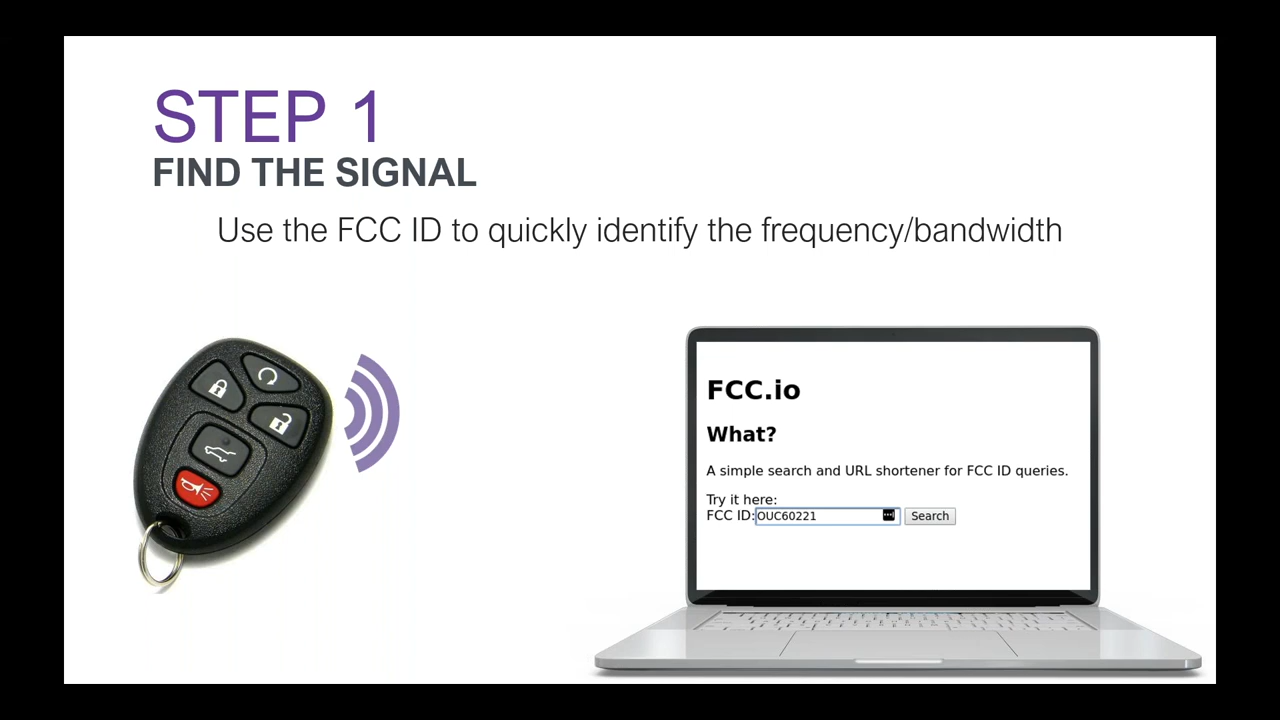 STEP 1
FIND THE SIGNAL
Use the FCC ID to quickly identify the frequency/bandwidth
FCC.io
What?
A simple search and URL shortener for FCC ID queries.
Try it here:
FCC ID: OUC60221 Search